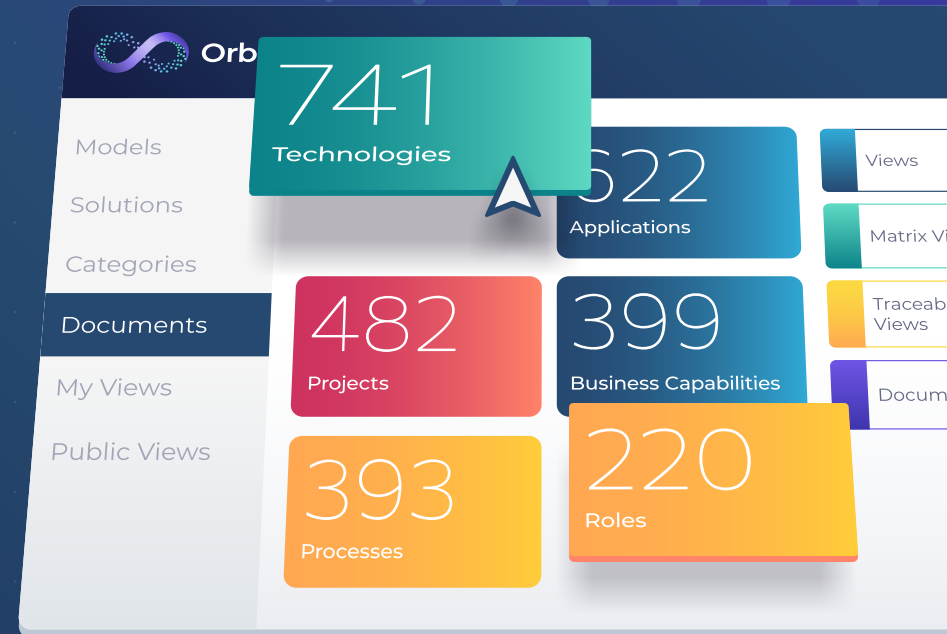 Orb
741
Technologies
622
Applications
Views
Matrix Vi
Traceab
Views
Docum
Models
Solutions
Categories
Documents
My Views
Public Views
482
Projects
399
Business Capabilities
393
Processes
220
Roles